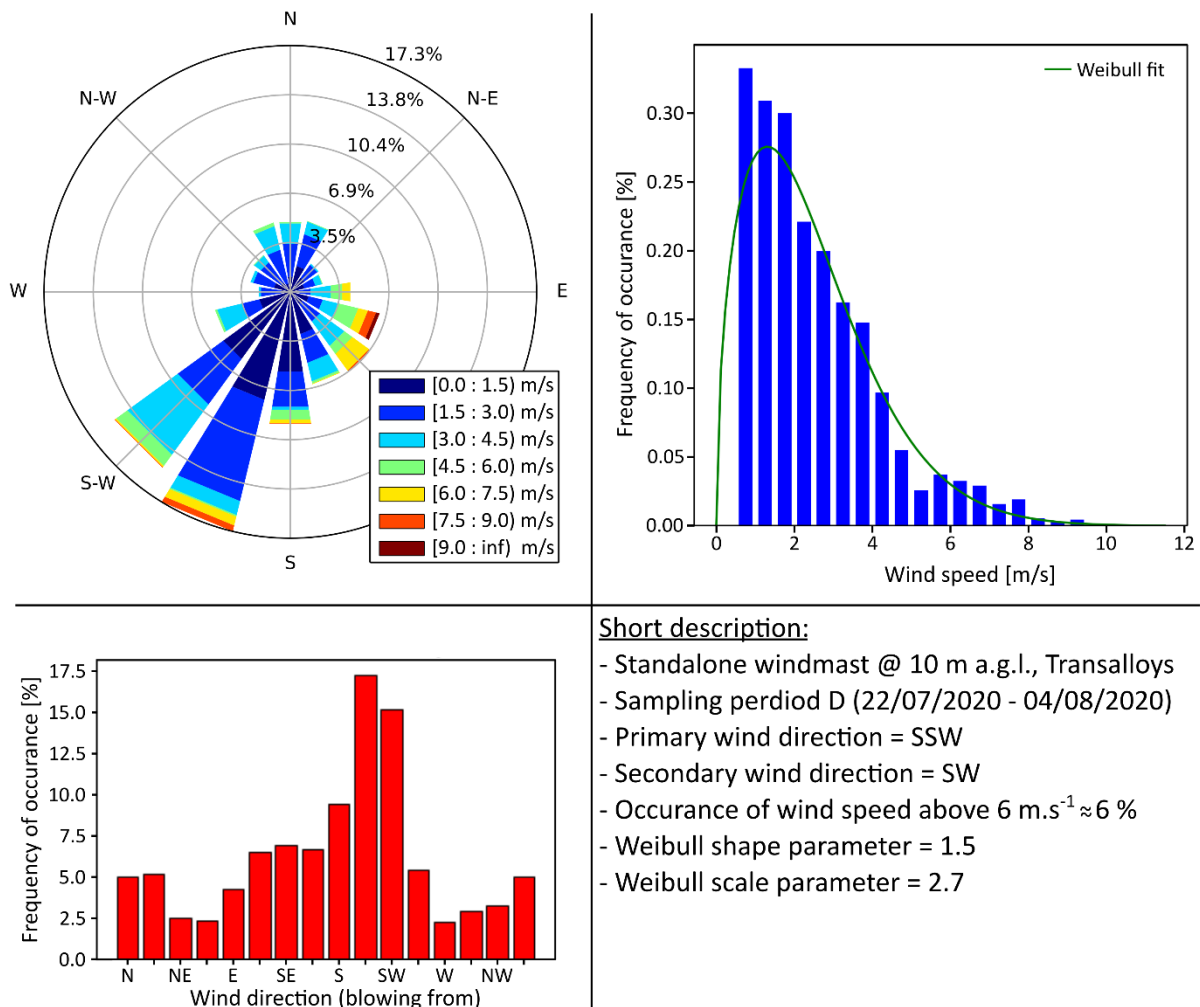 N
17.3%
N-W
N-E
13.8%
10.4%
6.9%
3.5%
W
E
S-W
S
[0.0 : 1.5) m/s
[1.5 : 3.0) m/s
[3.0 : 4.5) m/s
[4.5 : 6.0) m/s
[6.0 : 7.5) m/s
[7.5 : 9.0) m/s
[9.0 : inf) m/s
Weibull fit
Frequency of occurance [%]
0.30
0.25
0.20
0.15
0.10
0.05
0.00
0 2 4 6 8 10 12
Wind speed [m/s]
Frequency of occurance [%]
17.5
15.0
12.5
10.0
7.5
5.0
2.5
0.0
N NE E SE S SW W NW
Wind direction (blowing from)
Short description:
- Standalone windmast @ 10 m a.g.l., Transalloys
- Sampling perdiod D (22/07/2020 - 04/08/2020)
- Primary wind direction = SSW
- Secondary wind direction = SW
- Occurance of wind speed above 6 m.s⁻¹ ≈6 %
- Weibull shape parameter = 1.5
- Weibull scale parameter = 2.7